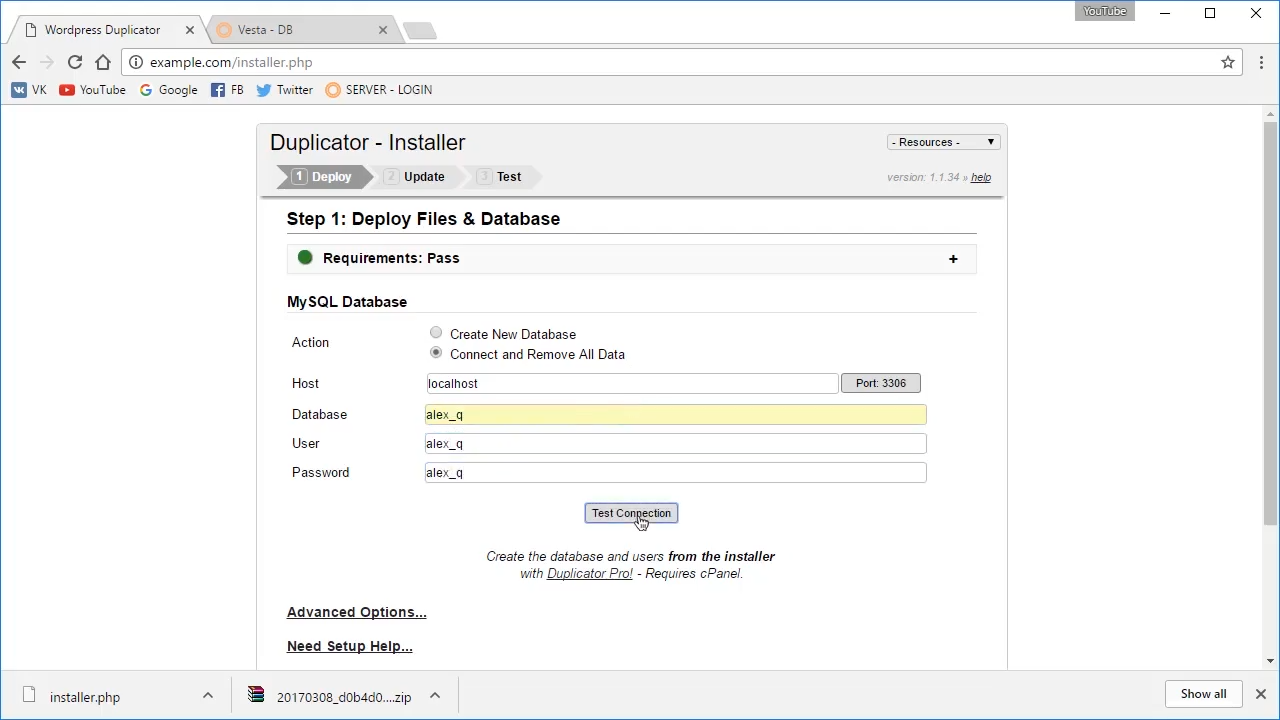 YouTube
Wordpress Duplicator
Vesta - DB
example.com/installer.php
VK YouTube Google FB Twitter SERVER - LOGIN
Duplicator - Installer
- Resources -
1 Deploy 2 Update 3 Test
version: 1.1.34 » help
Step 1: Deploy Files & Database
Requirements: Pass +
MySQL Database
Action
Create New Database
Connect and Remove All Data
Host localhost Port: 3306
Database alex_q
User alex_q
Password alex_q
Test Connection
Create the database and users from the installer
with Duplicator Pro! - Requires cPanel.
Advanced Options...
Need Setup Help...
installer.php
20170308_d0b4d0....zip
Show all